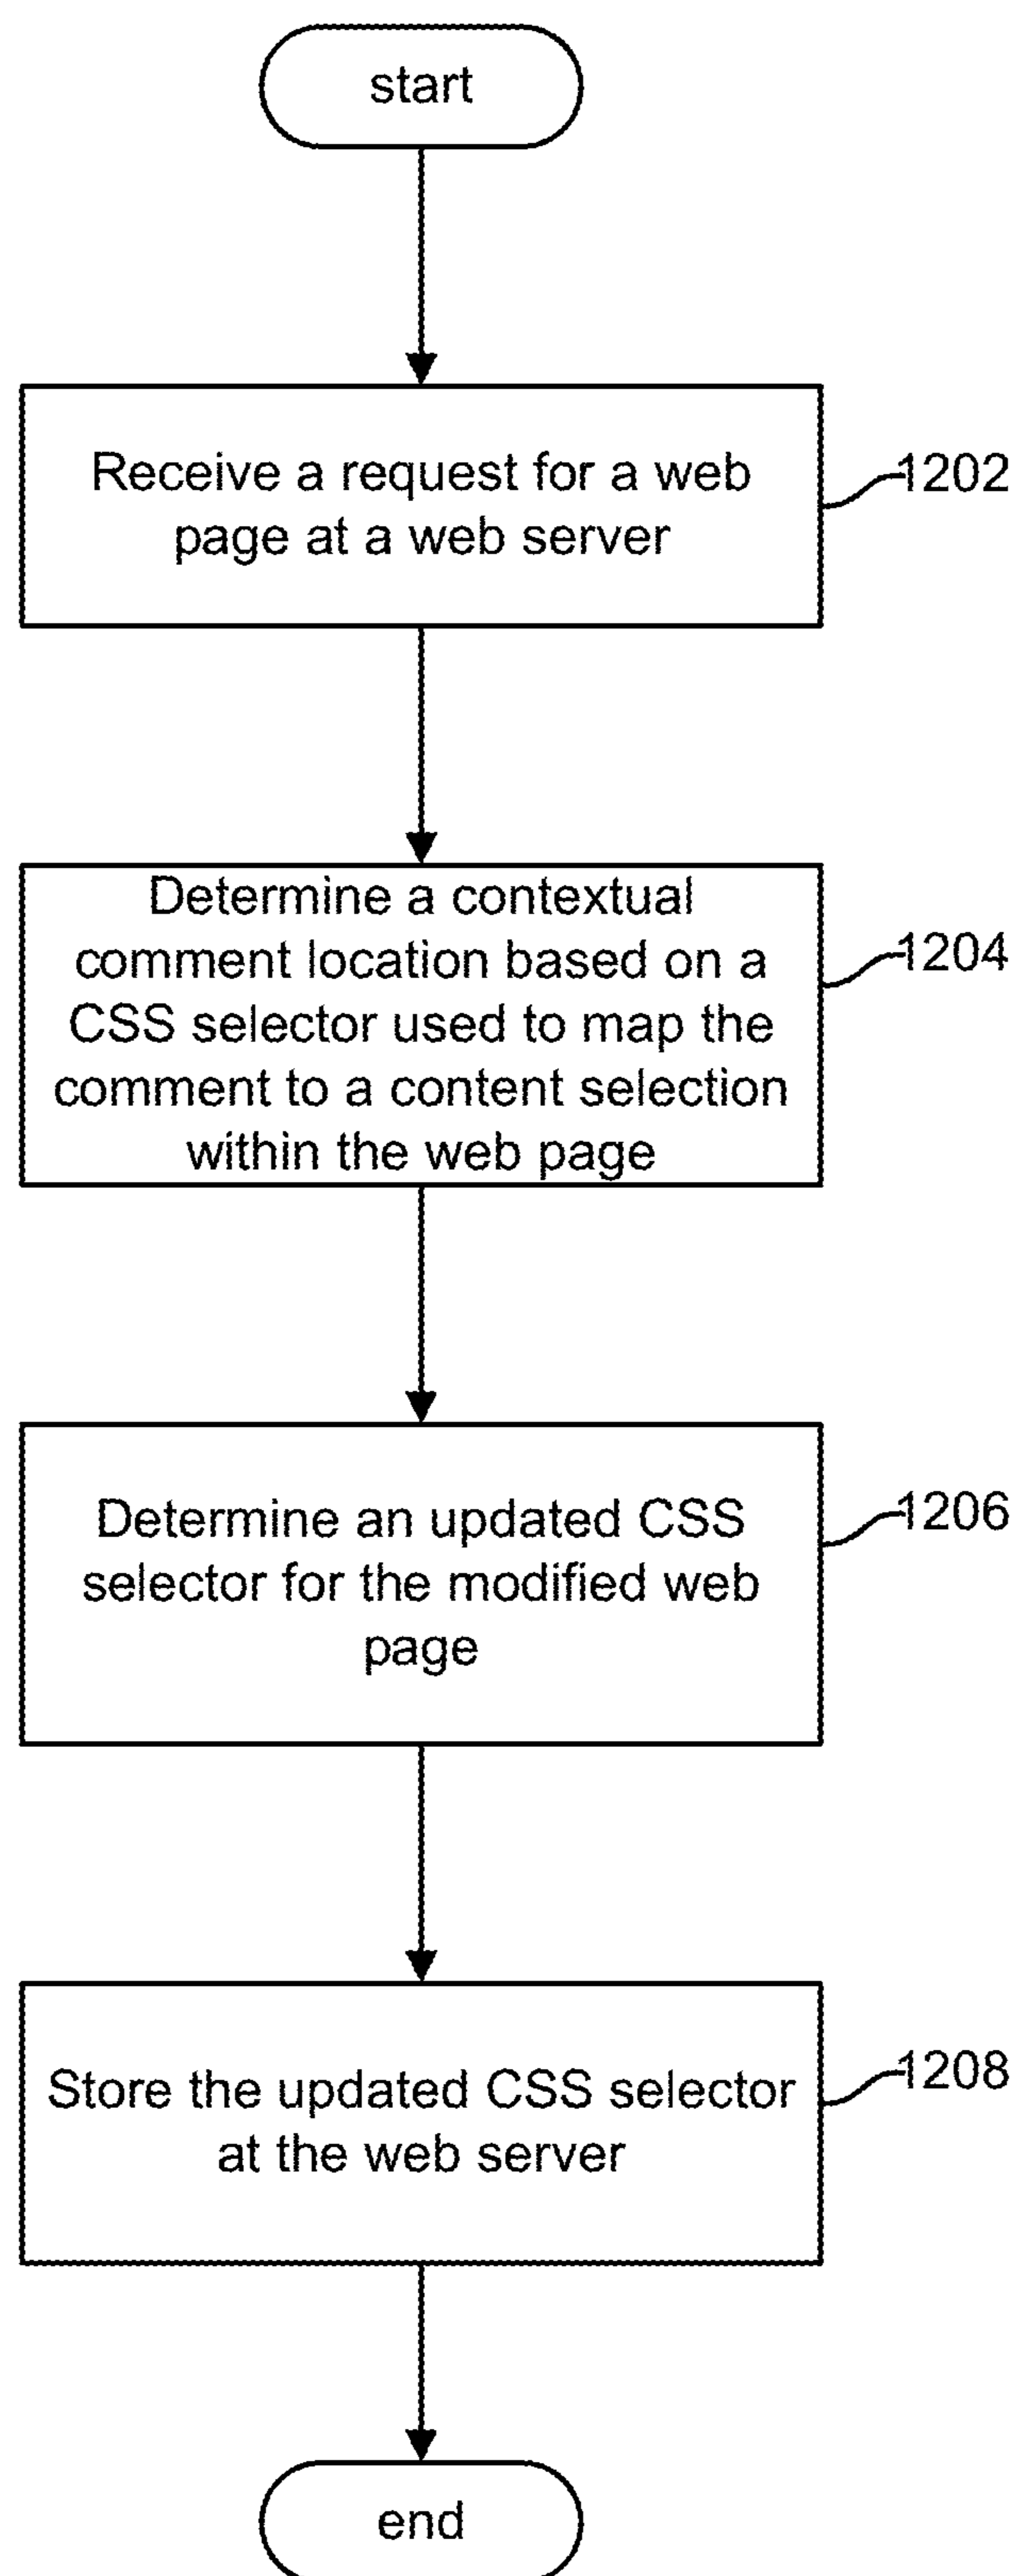 start
Receive a request for a web
page at a web server
1202
Determine a contextual
comment location based on a
CSS selector used to map the
comment to a content selection
within the web page
1204
Determine an updated CSS
selector for the modified web
page
1206
Store the updated CSS selector
at the web server
1208
end